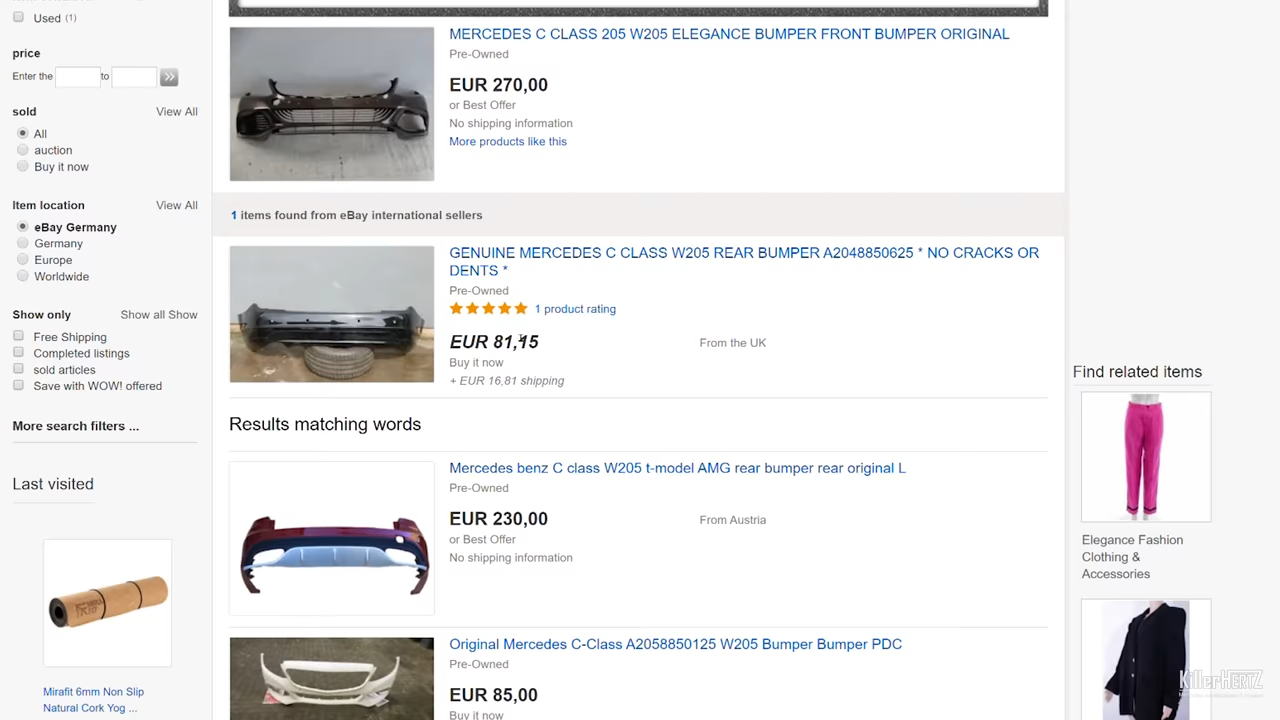 Used (1)
price
Enter the to >>
sold View All
All
auction
Buy it now
Item location View All
eBay Germany
Germany
Europe
Worldwide
Show only Show all Show
Free Shipping
Completed listings
sold articles
Save with WOW! offered
More search filters ...
Last visited
Mirafit 6mm Non Slip
Natural Cork Yog ...
MERCEDES C CLASS 205 W205 ELEGANCE BUMPER FRONT BUMPER ORIGINAL
Pre-Owned
EUR 270,00
or Best Offer
No shipping information
More products like this
1 items found from eBay international sellers
GENUINE MERCEDES C CLASS W205 REAR BUMPER A2048850625 * NO CRACKS OR
DENTS *
Pre-Owned
1 product rating
EUR 81,15 From the UK
Buy it now
+ EUR 16,81 shipping
Results matching words
Mercedes benz C class W205 t-model AMG rear bumper rear original L
Pre-Owned
EUR 230,00 From Austria
or Best Offer
No shipping information
Original Mercedes C-Class A2058850125 W205 Bumper Bumper PDC
Pre-Owned
EUR 85,00
Buy it now
Find related items
Elegance Fashion
Clothing &
Accessories
KillerHERTZ